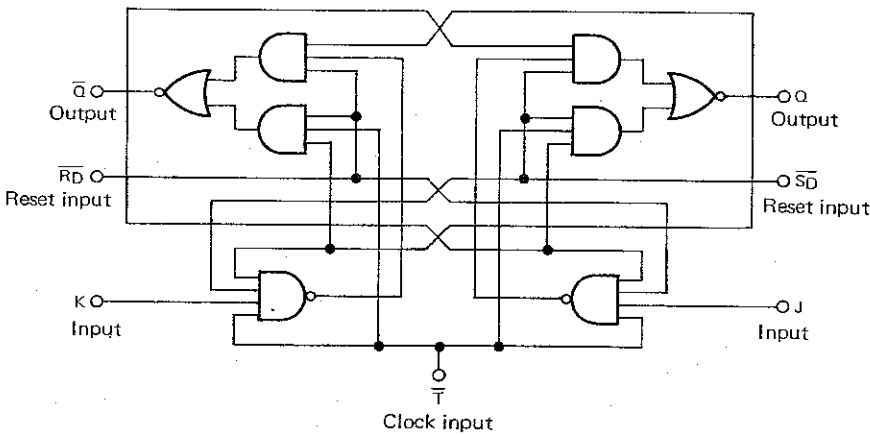 Q̅
Output
R̅D̅
Reset input
K
Input
Q
Output
S̅D̅
Reset input
J
Input
T̅
Clock input